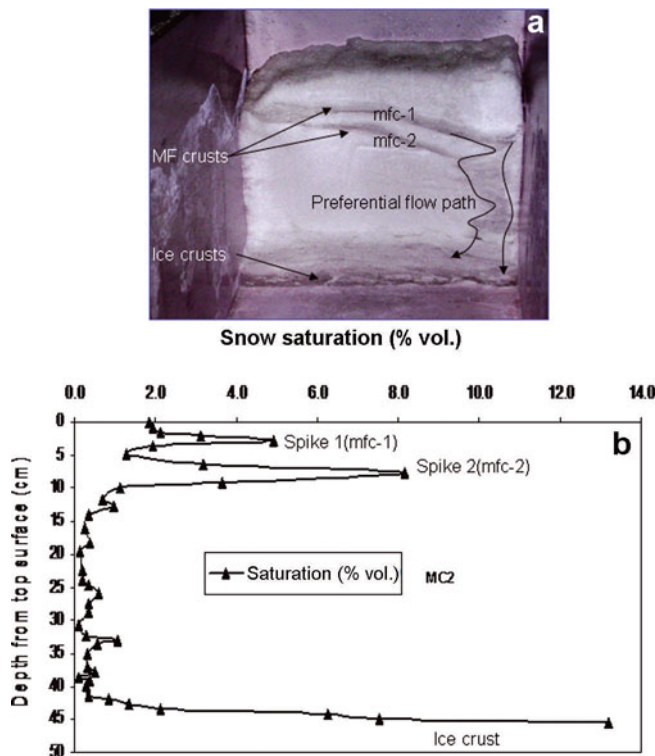 a
mfc-1
mfc-2
MF crusts
Preferential flow path
Ice crusts
Snow saturation (% vol.)
0.0 2.0 4.0 6.0 8.0 10.0 12.0 14.0
b
Depth from top surface (cm)
0
5
10
15
20
25
30
35
40
45
50
Spike 1(mfc-1)
Spike 2(mfc-2)
Saturation (% vol.)
MC2
Ice crust